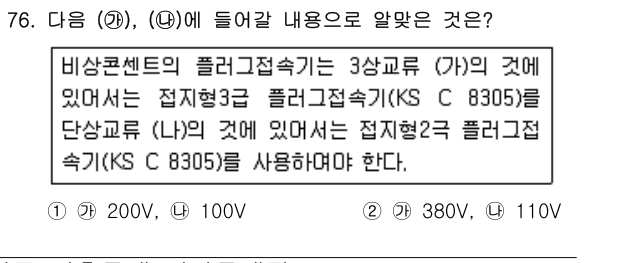 76. 다음 (㉮), (㉯)에 들어갈 내용으로 알맞은 것은?
비상콘센트의 플러그접속기는 3상교류 (가)의 것에
있어서는 접지형3급 플러그접속기(KS C 8305)를
단상교류 (나)의 것에 있어서는 접지형2극 플러그접
속기(KS C 8305)를 사용하며야 한다.
① ㉮ 200V, ㉯ 100V ② ㉮ 380V, ㉯ 110V